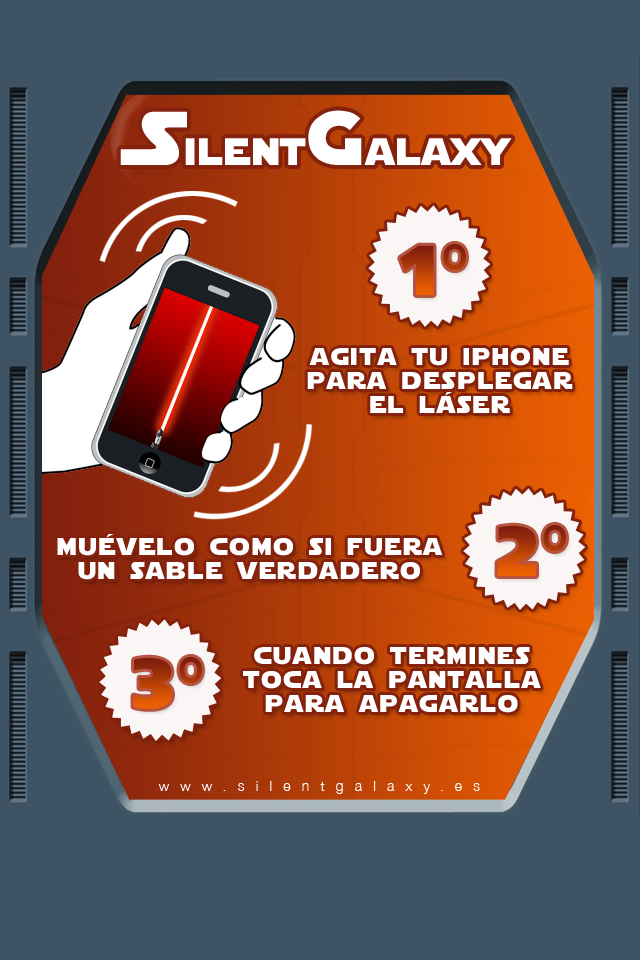 SILENTGALAXY
1º
AGITA TU IPHONE
PARA DESPLEGAR
EL LÁSER
MUÉVELO COMO SI FUERA
UN SABLE VERDADERO
2º
3º
CUANDO TERMINES
TOCA LA PANTALLA
PARA APAGARLO
www.silentgalaxy.es